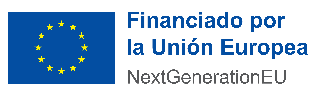 Financiado por
la Unión Europea
NextGenerationEU